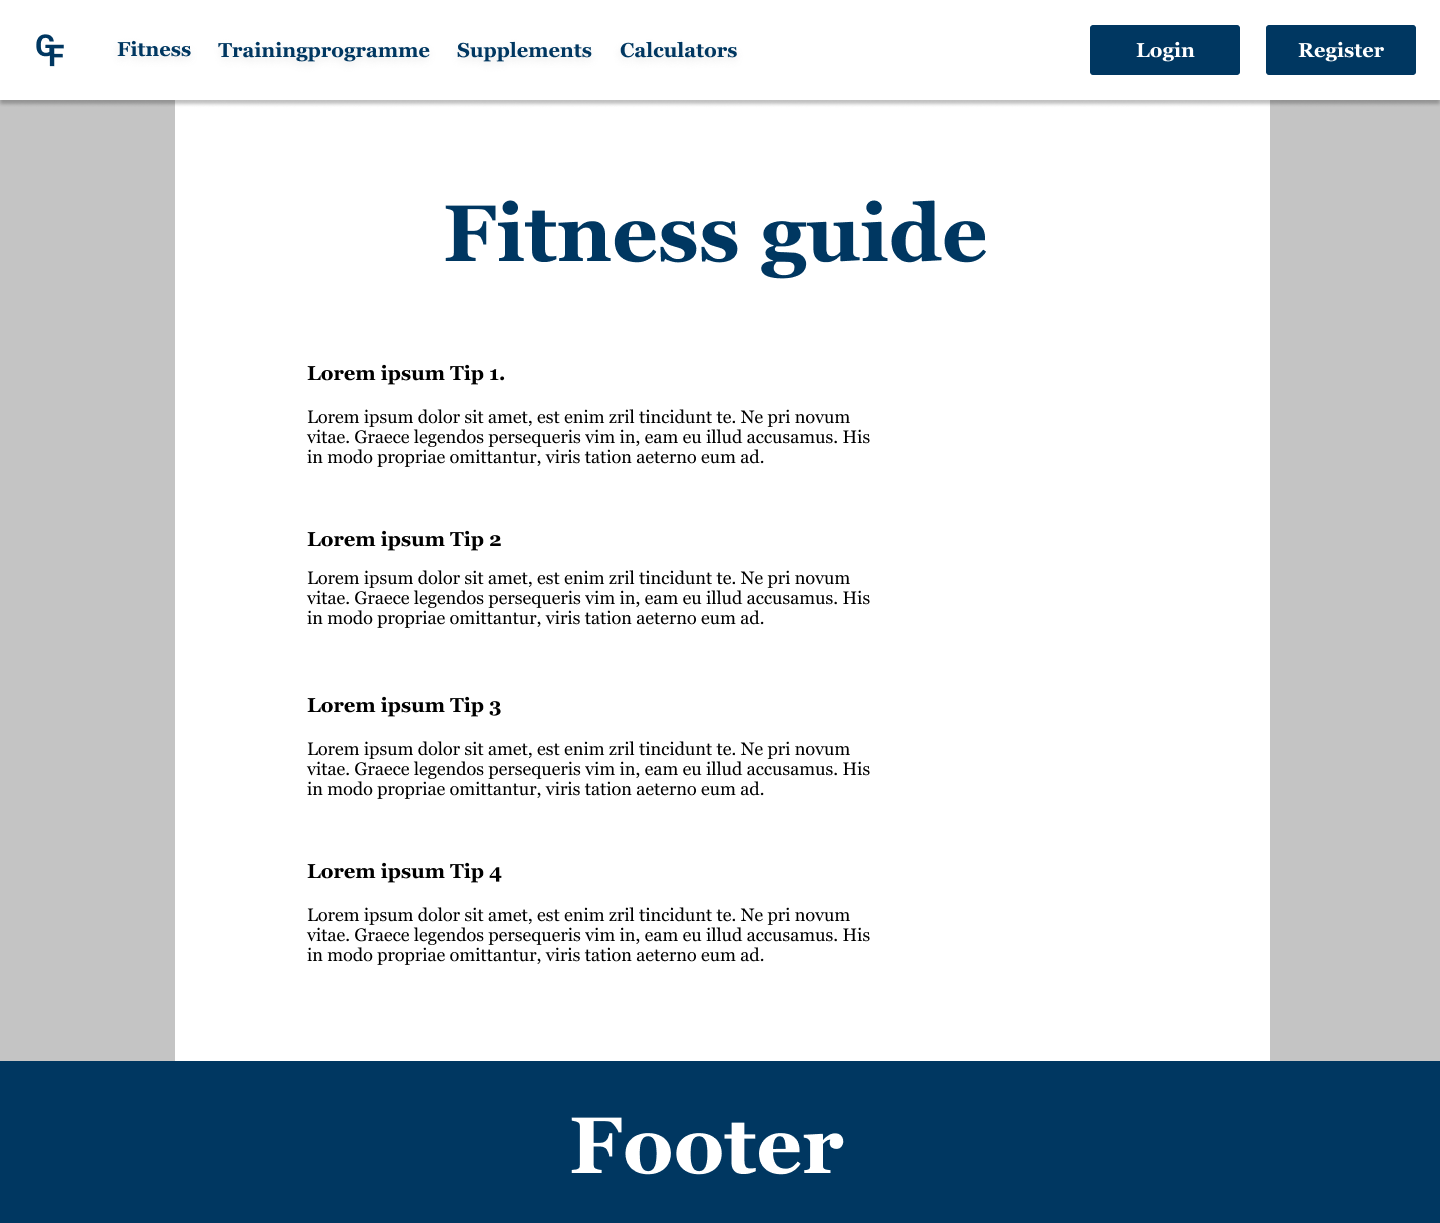 GF
Fitness Trainingprogramme Supplements Calculators Login Register
Fitness guide
Lorem ipsum Tip 1.
Lorem ipsum dolor sit amet, est enim zril tincidunt te. Ne pri novum
vitae. Graece legendos persequeris vim in, eam eu illud accusamus. His
in modo propriae omittantur, viris tation aeterno eum ad.
Lorem ipsum Tip 2
Lorem ipsum dolor sit amet, est enim zril tincidunt te. Ne pri novum
vitae. Graece legendos persequeris vim in, eam eu illud accusamus. His
in modo propriae omittantur, viris tation aeterno eum ad.
Lorem ipsum Tip 3
Lorem ipsum dolor sit amet, est enim zril tincidunt te. Ne pri novum
vitae. Graece legendos persequeris vim in, eam eu illud accusamus. His
in modo propriae omittantur, viris tation aeterno eum ad.
Lorem ipsum Tip 4
Lorem ipsum dolor sit amet, est enim zril tincidunt te. Ne pri novum
vitae. Graece legendos persequeris vim in, eam eu illud accusamus. His
in modo propriae omittantur, viris tation aeterno eum ad.
Footer